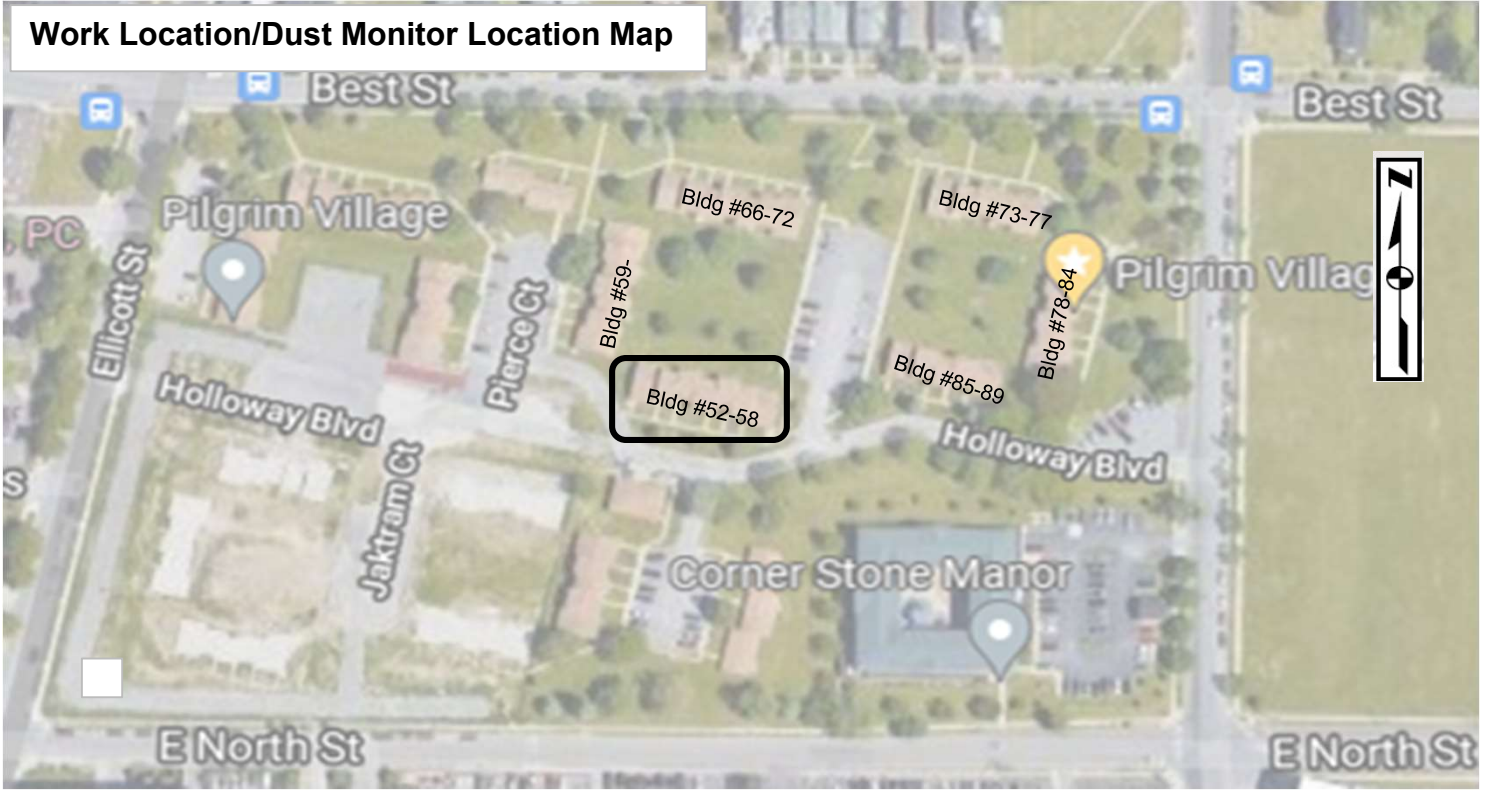 Work Location/Dust Monitor Location Map
Best St
Best St
Pilgrim Village
, PC
Bldg #66-72
Bldg #73-77
Pilgrim Villag
N
Ellicott St
Bldg #59-
Bldg #78-84
Pierce Ct
Bldg #85-89
Bldg #52-58
Holloway Blvd
Holloway Blvd
S
Jaktram Ct
Corner Stone Manor
E North St
E North St